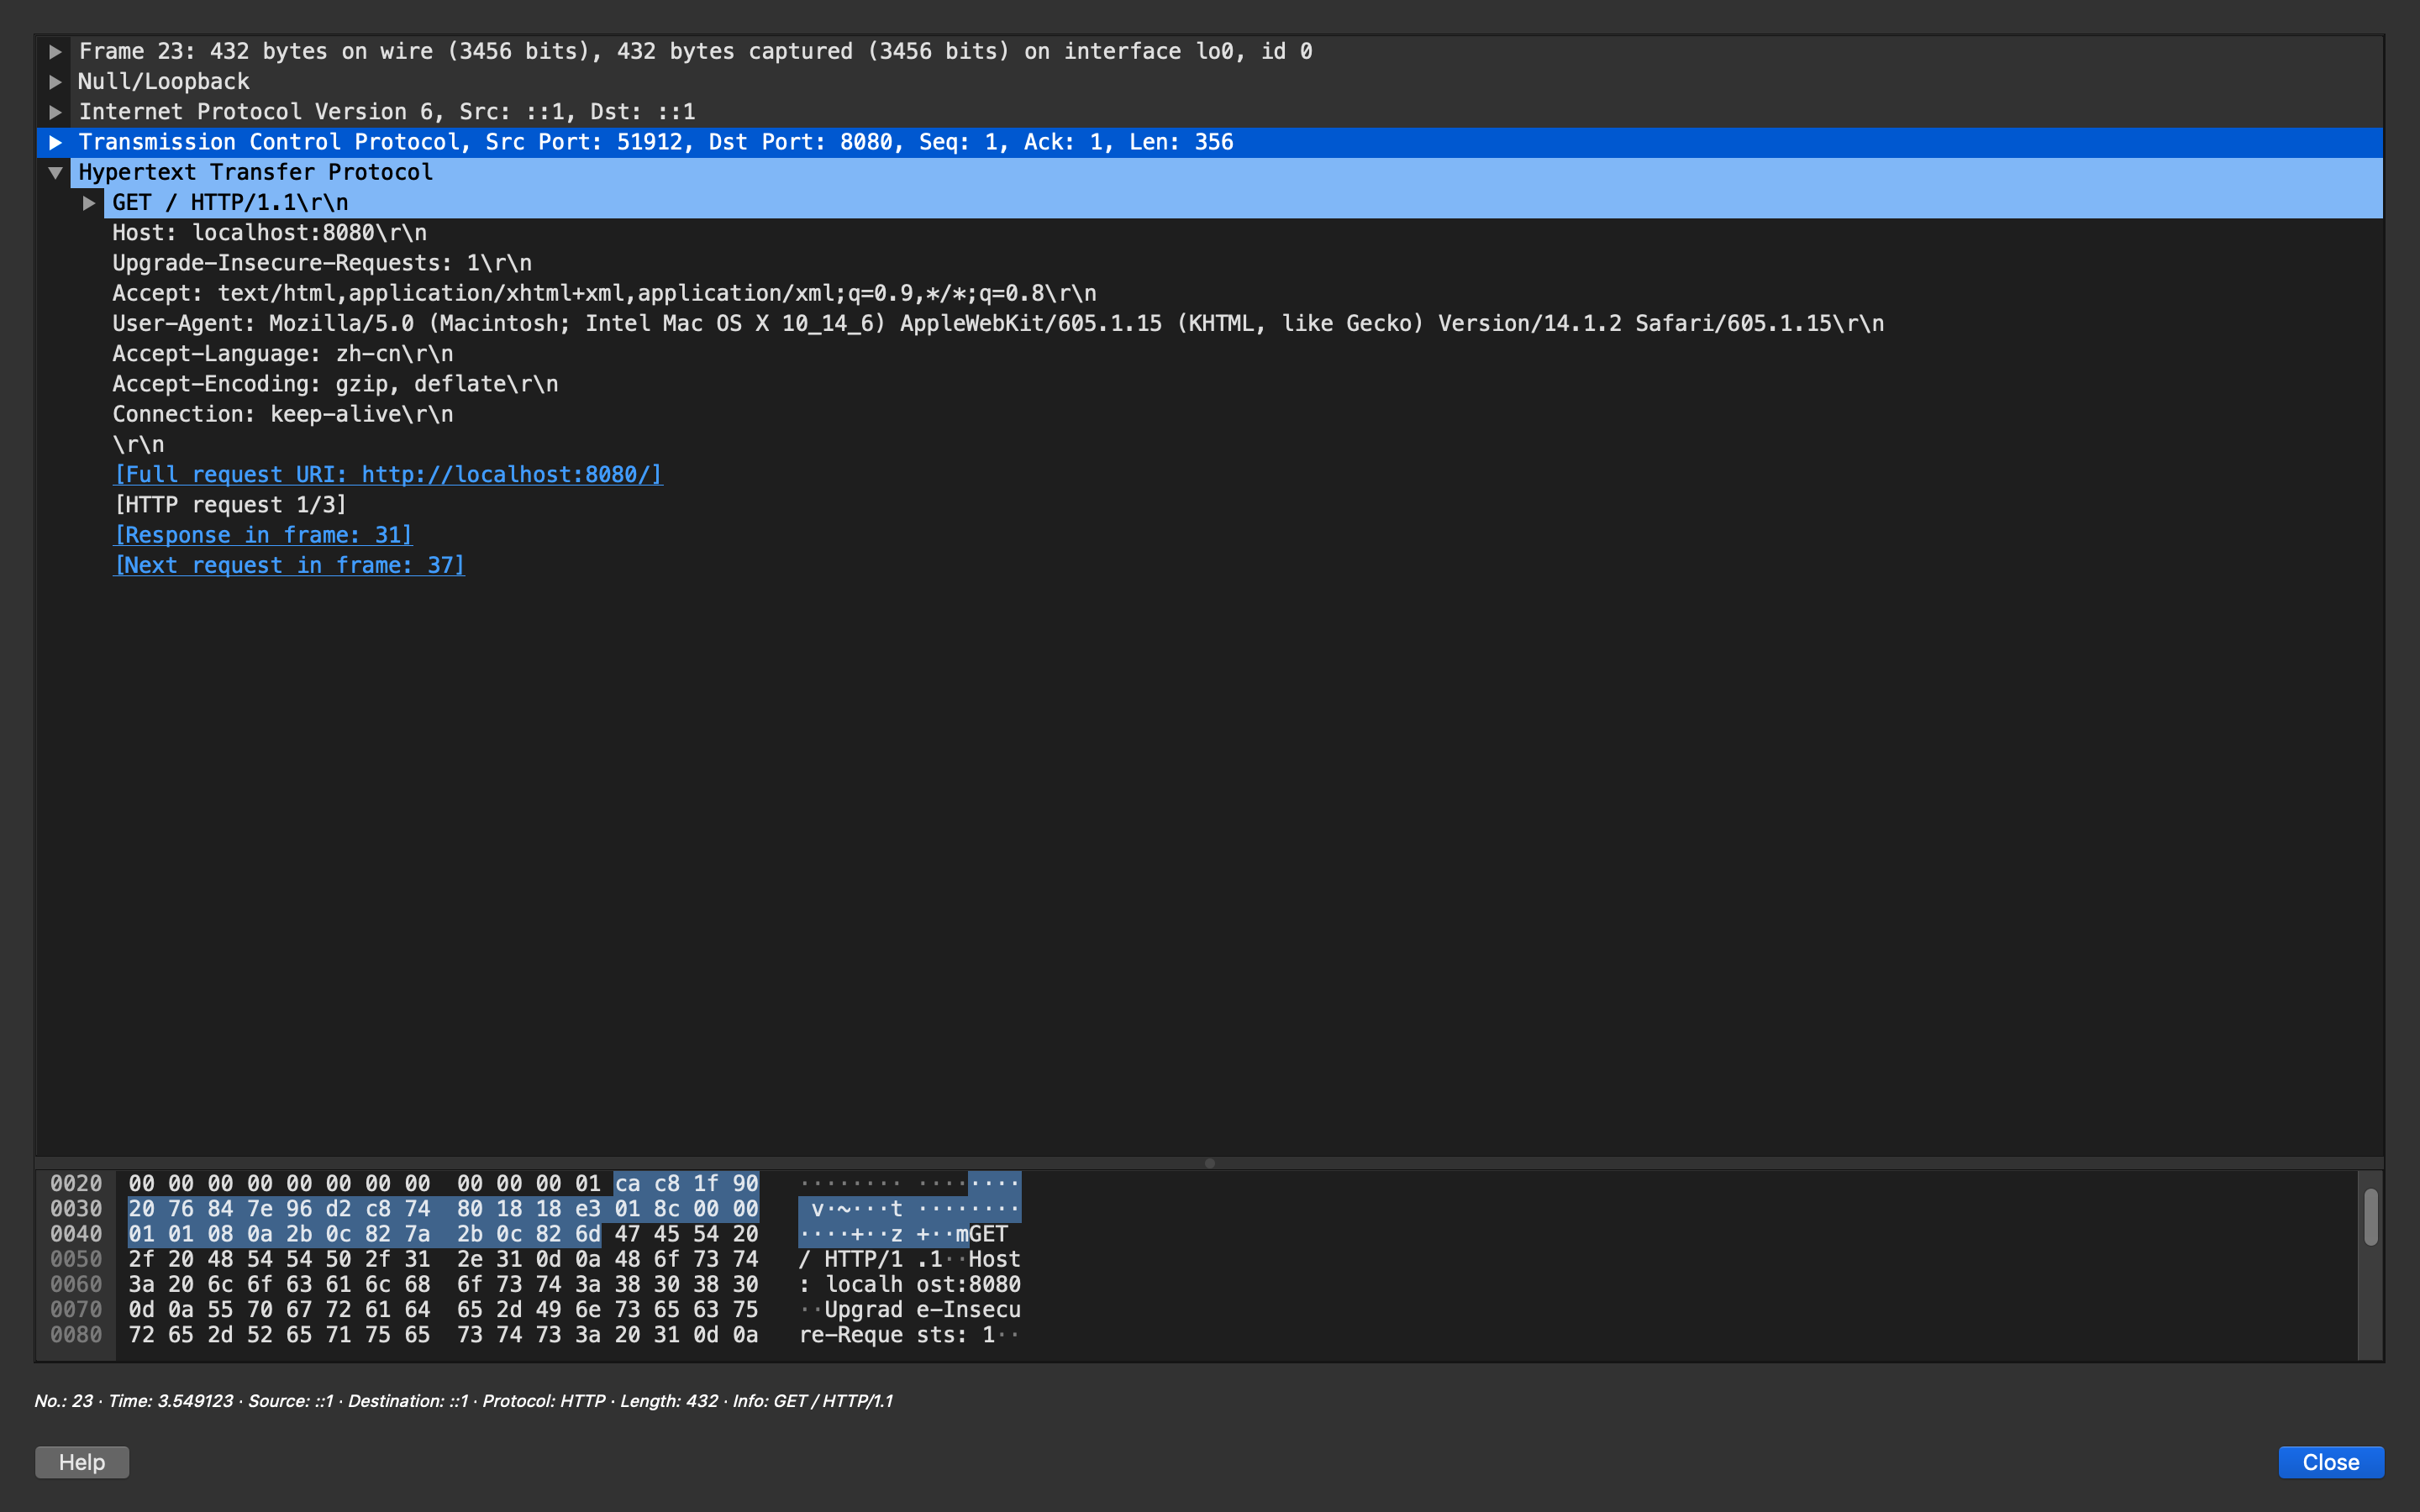 Frame 23: 432 bytes on wire (3456 bits), 432 bytes captured (3456 bits) on interface lo0, id 0
Null/Loopback
Internet Protocol Version 6, Src: ::1, Dst: ::1
Transmission Control Protocol, Src Port: 51912, Dst Port: 8080, Seq: 1, Ack: 1, Len: 356
Hypertext Transfer Protocol
GET / HTTP/1.1\r\n
Host: localhost:8080\r\n
Upgrade-Insecure-Requests: 1\r\n
Accept: text/html,application/xhtml+xml,application/xml;q=0.9,*/*;q=0.8\r\n
User-Agent: Mozilla/5.0 (Macintosh; Intel Mac OS X 10_14_6) AppleWebKit/605.1.15 (KHTML, like Gecko) Version/14.1.2 Safari/605.1.15\r\n
Accept-Language: zh-cn\r\n
Accept-Encoding: gzip, deflate\r\n
Connection: keep-alive\r\n
\r\n
[Full request URI: http://localhost:8080/]
[HTTP request 1/3]
[Response in frame: 31]
[Next request in frame: 37]
0020 00 00 00 00 00 00 00 00 00 00 00 01 ca c8 1f 90 ········ ········
0030 20 76 84 7e 96 d2 c8 74 80 18 18 e3 01 8c 00 00 v·~···t ········
0040 01 01 08 0a 2b 0c 82 7a 2b 0c 82 6d 47 45 54 20 ····+··z +··mGET
0050 2f 20 48 54 54 50 2f 31 2e 31 0d 0a 48 6f 73 74 / HTTP/1 .1··Host
0060 3a 20 6c 6f 63 61 6c 68 6f 73 74 3a 38 30 38 30 : localh ost:8080
0070 0d 0a 55 70 67 72 61 64 65 2d 49 6e 73 65 63 75 ··Upgrad e-Insecu
0080 72 65 2d 52 65 71 75 65 73 74 73 3a 20 31 0d 0a re-Reque sts: 1··
No.: 23 · Time: 3.549123 · Source: ::1 · Destination: ::1 · Protocol: HTTP · Length: 432 · Info: GET / HTTP/1.1
Help
Close